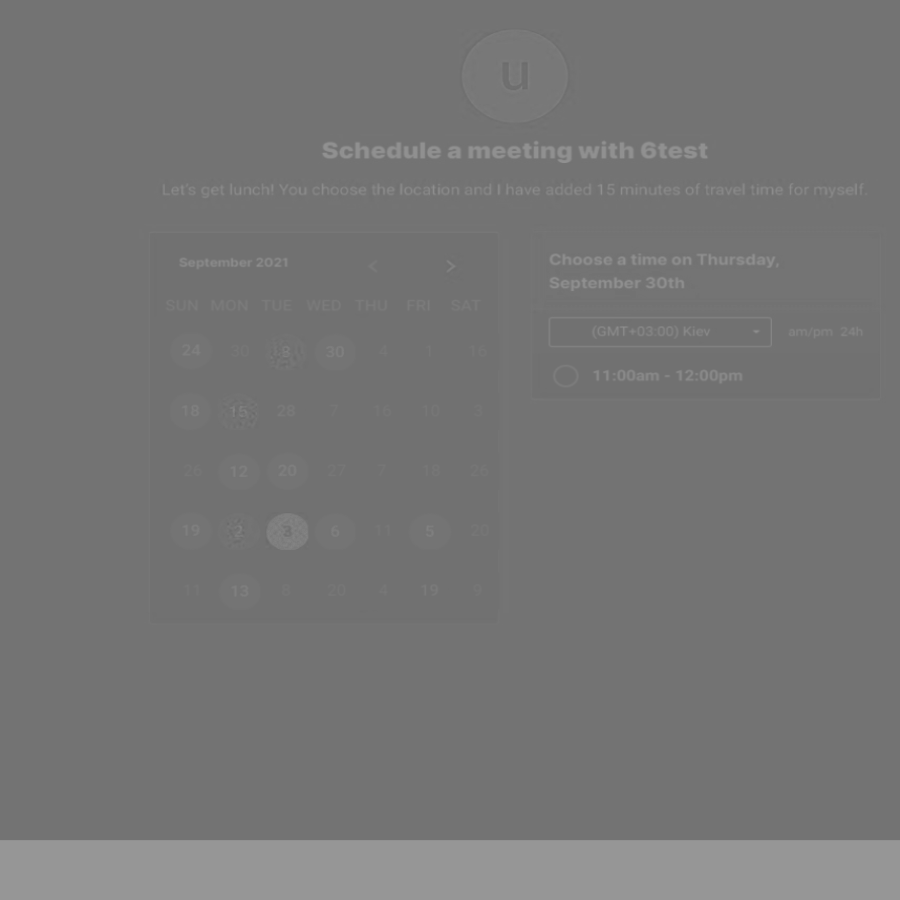 u
Schedule a meeting with 6test
Let's get lunch! You choose the location and I have added 15 minutes of travel time for myself.
September 2021 < >
SUN MON TUE WED THU FRI SAT
24 30 30 4 1 16
18 15 28 7 16 10 3
26 12 20 27 7 18 26
19 2 3 6 11 5 20
11 13 8 20 4 19 9
Choose a time on Thursday,
September 30th
(GMT+03:00) Kiev am/pm 24h
11:00am - 12:00pm